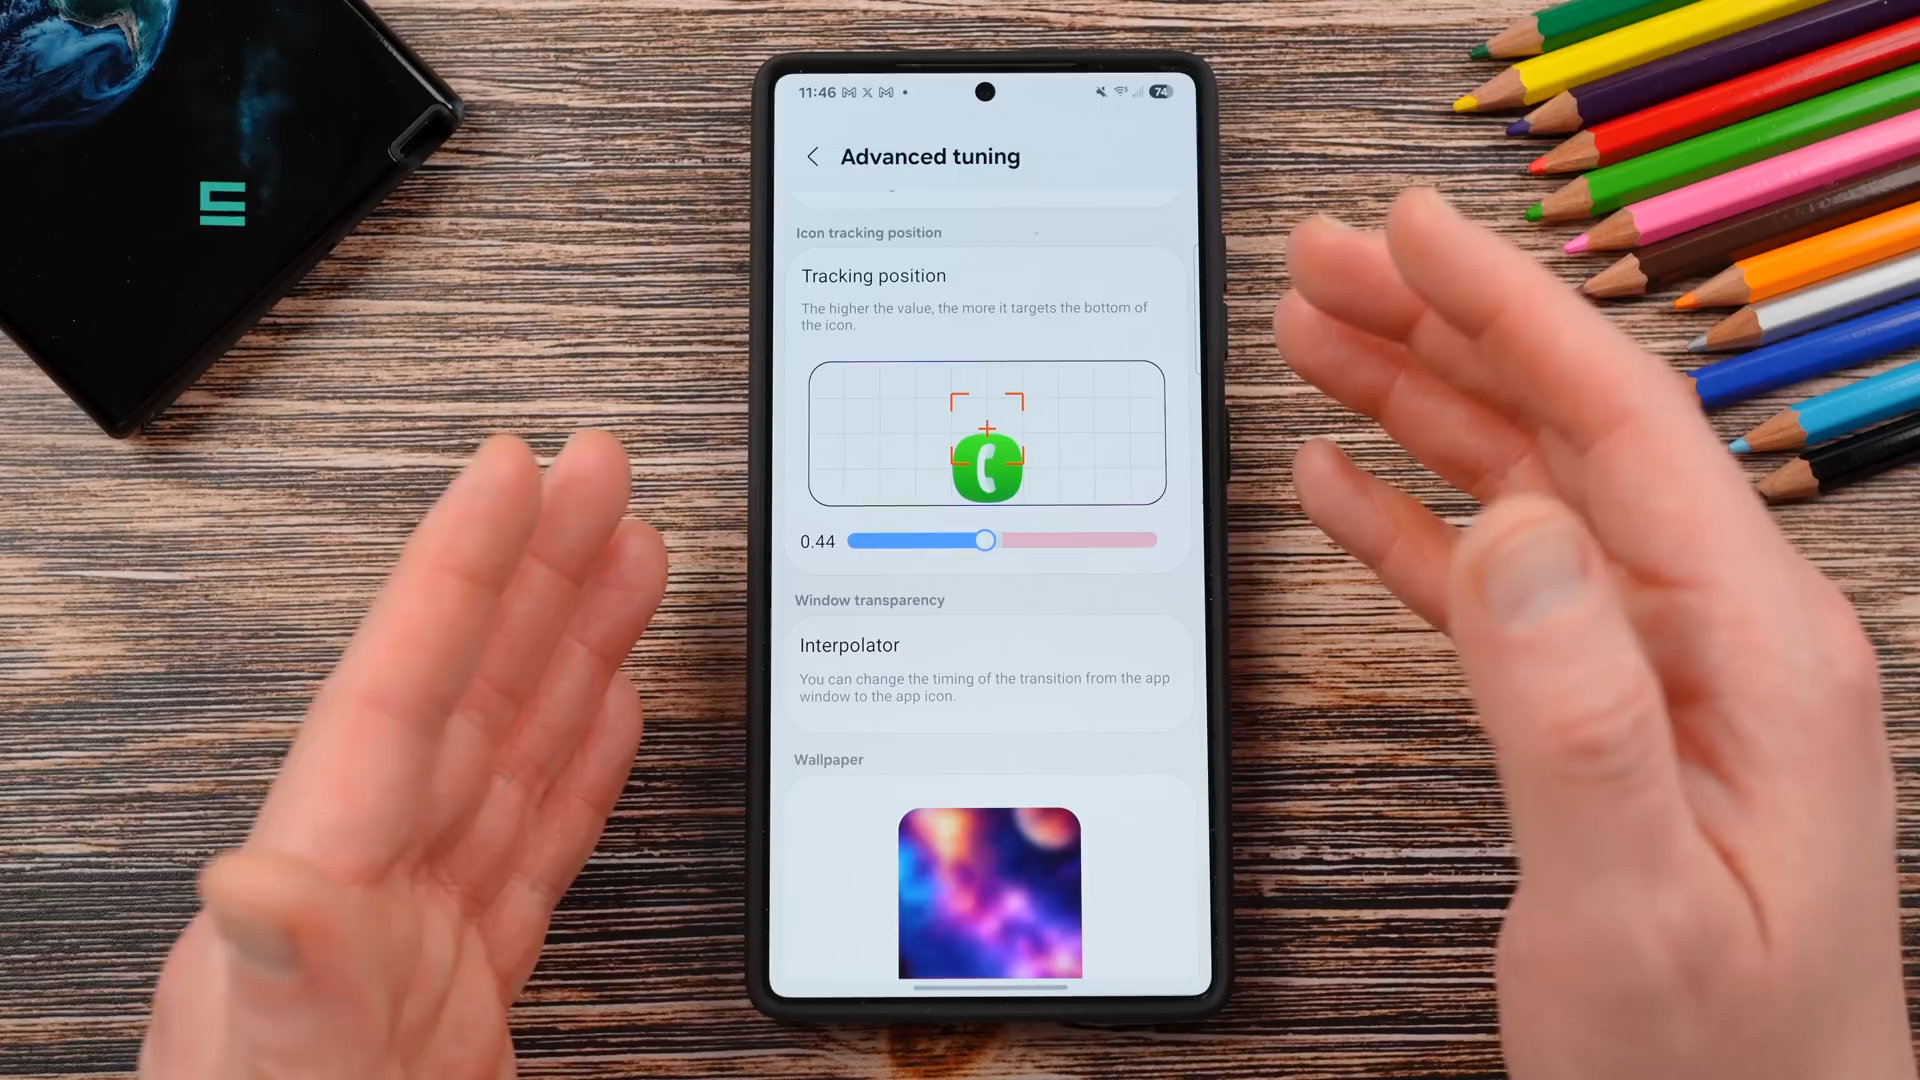 11:46
74
Advanced tuning
Icon tracking position
Tracking position
The higher the value, the more it targets the bottom of
the icon.
0.44
Window transparency
Interpolator
You can change the timing of the transition from the app
window to the app icon.
Wallpaper